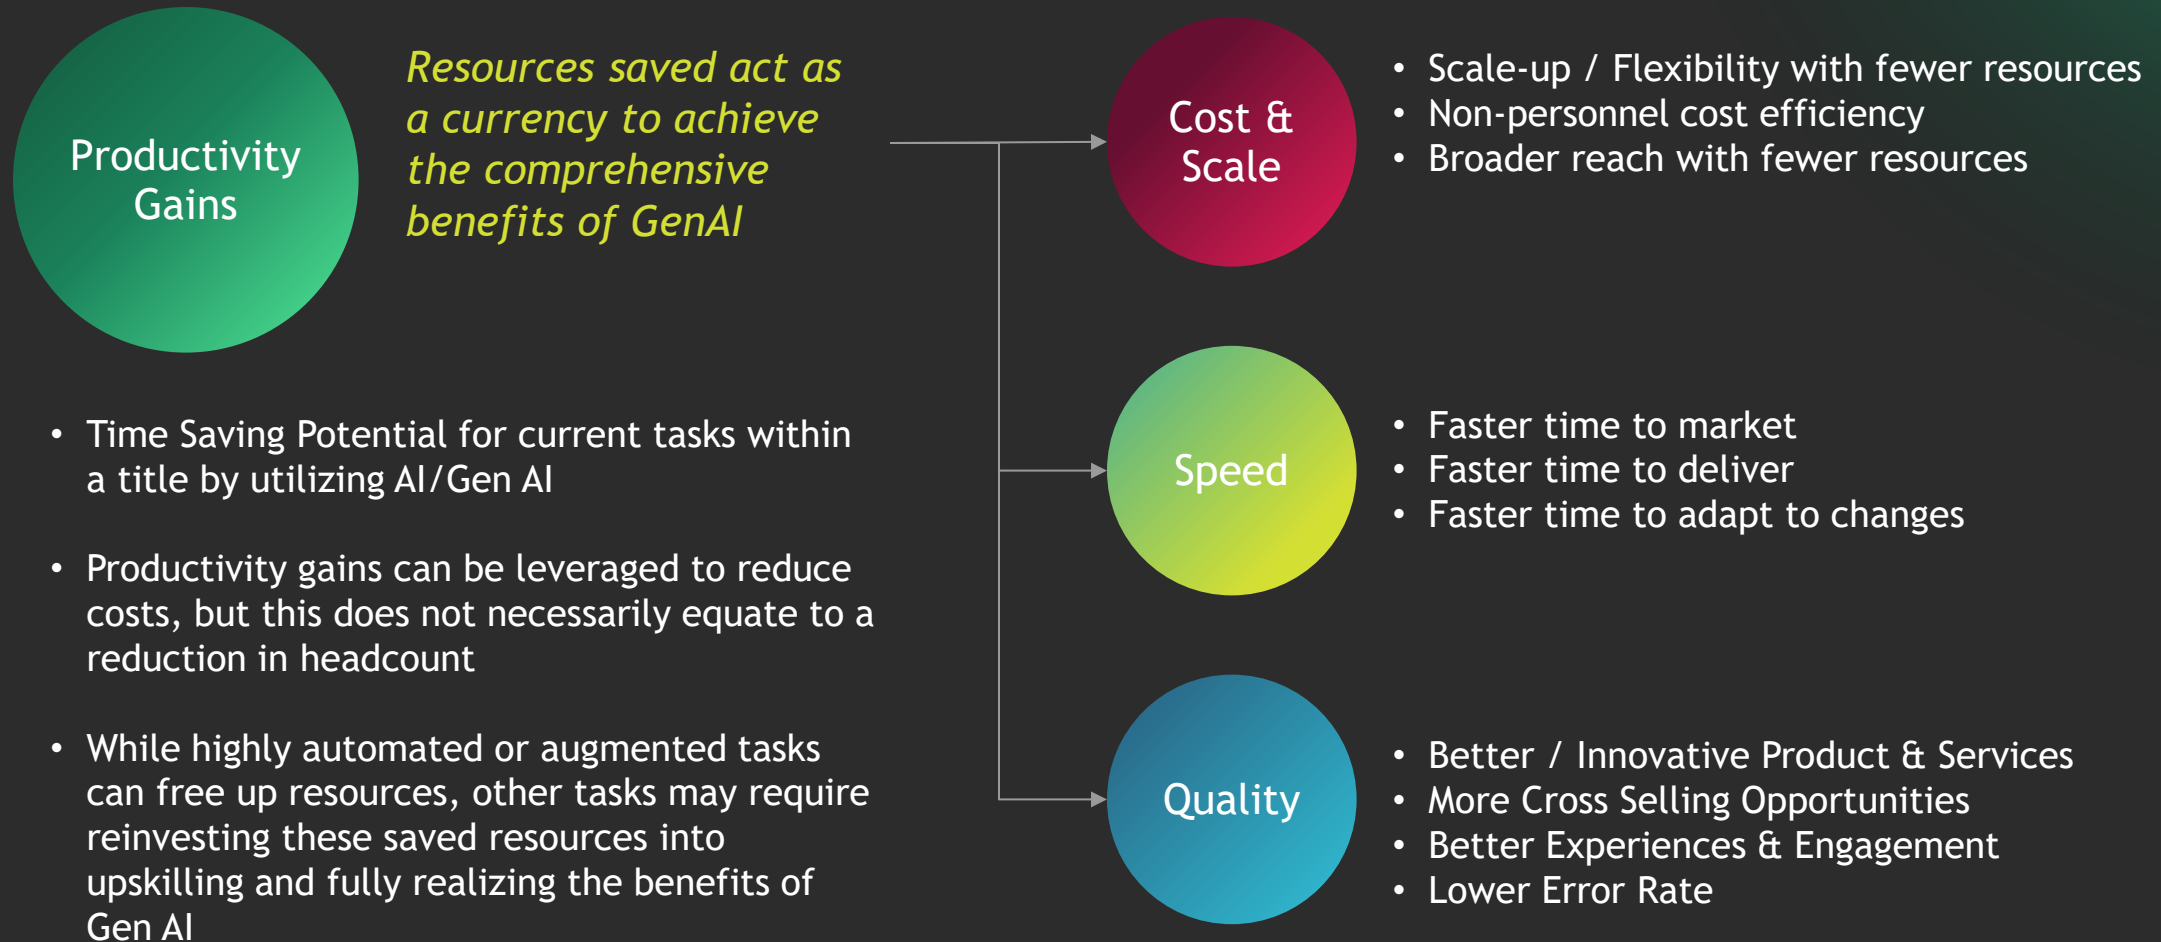 Productivity
Gains
Resources saved act as
a currency to achieve
the comprehensive
benefits of GenAI
• Time Saving Potential for current tasks within
a title by utilizing AI/Gen AI
• Productivity gains can be leveraged to reduce
costs, but this does not necessarily equate to a
reduction in headcount
• While highly automated or augmented tasks
can free up resources, other tasks may require
reinvesting these saved resources into
upskilling and fully realizing the benefits of
Gen AI
Cost &
Scale
• Scale-up / Flexibility with fewer resources
• Non-personnel cost efficiency
• Broader reach with fewer resources
Speed
• Faster time to market
• Faster time to deliver
• Faster time to adapt to changes
Quality
• Better / Innovative Product & Services
• More Cross Selling Opportunities
• Better Experiences & Engagement
• Lower Error Rate